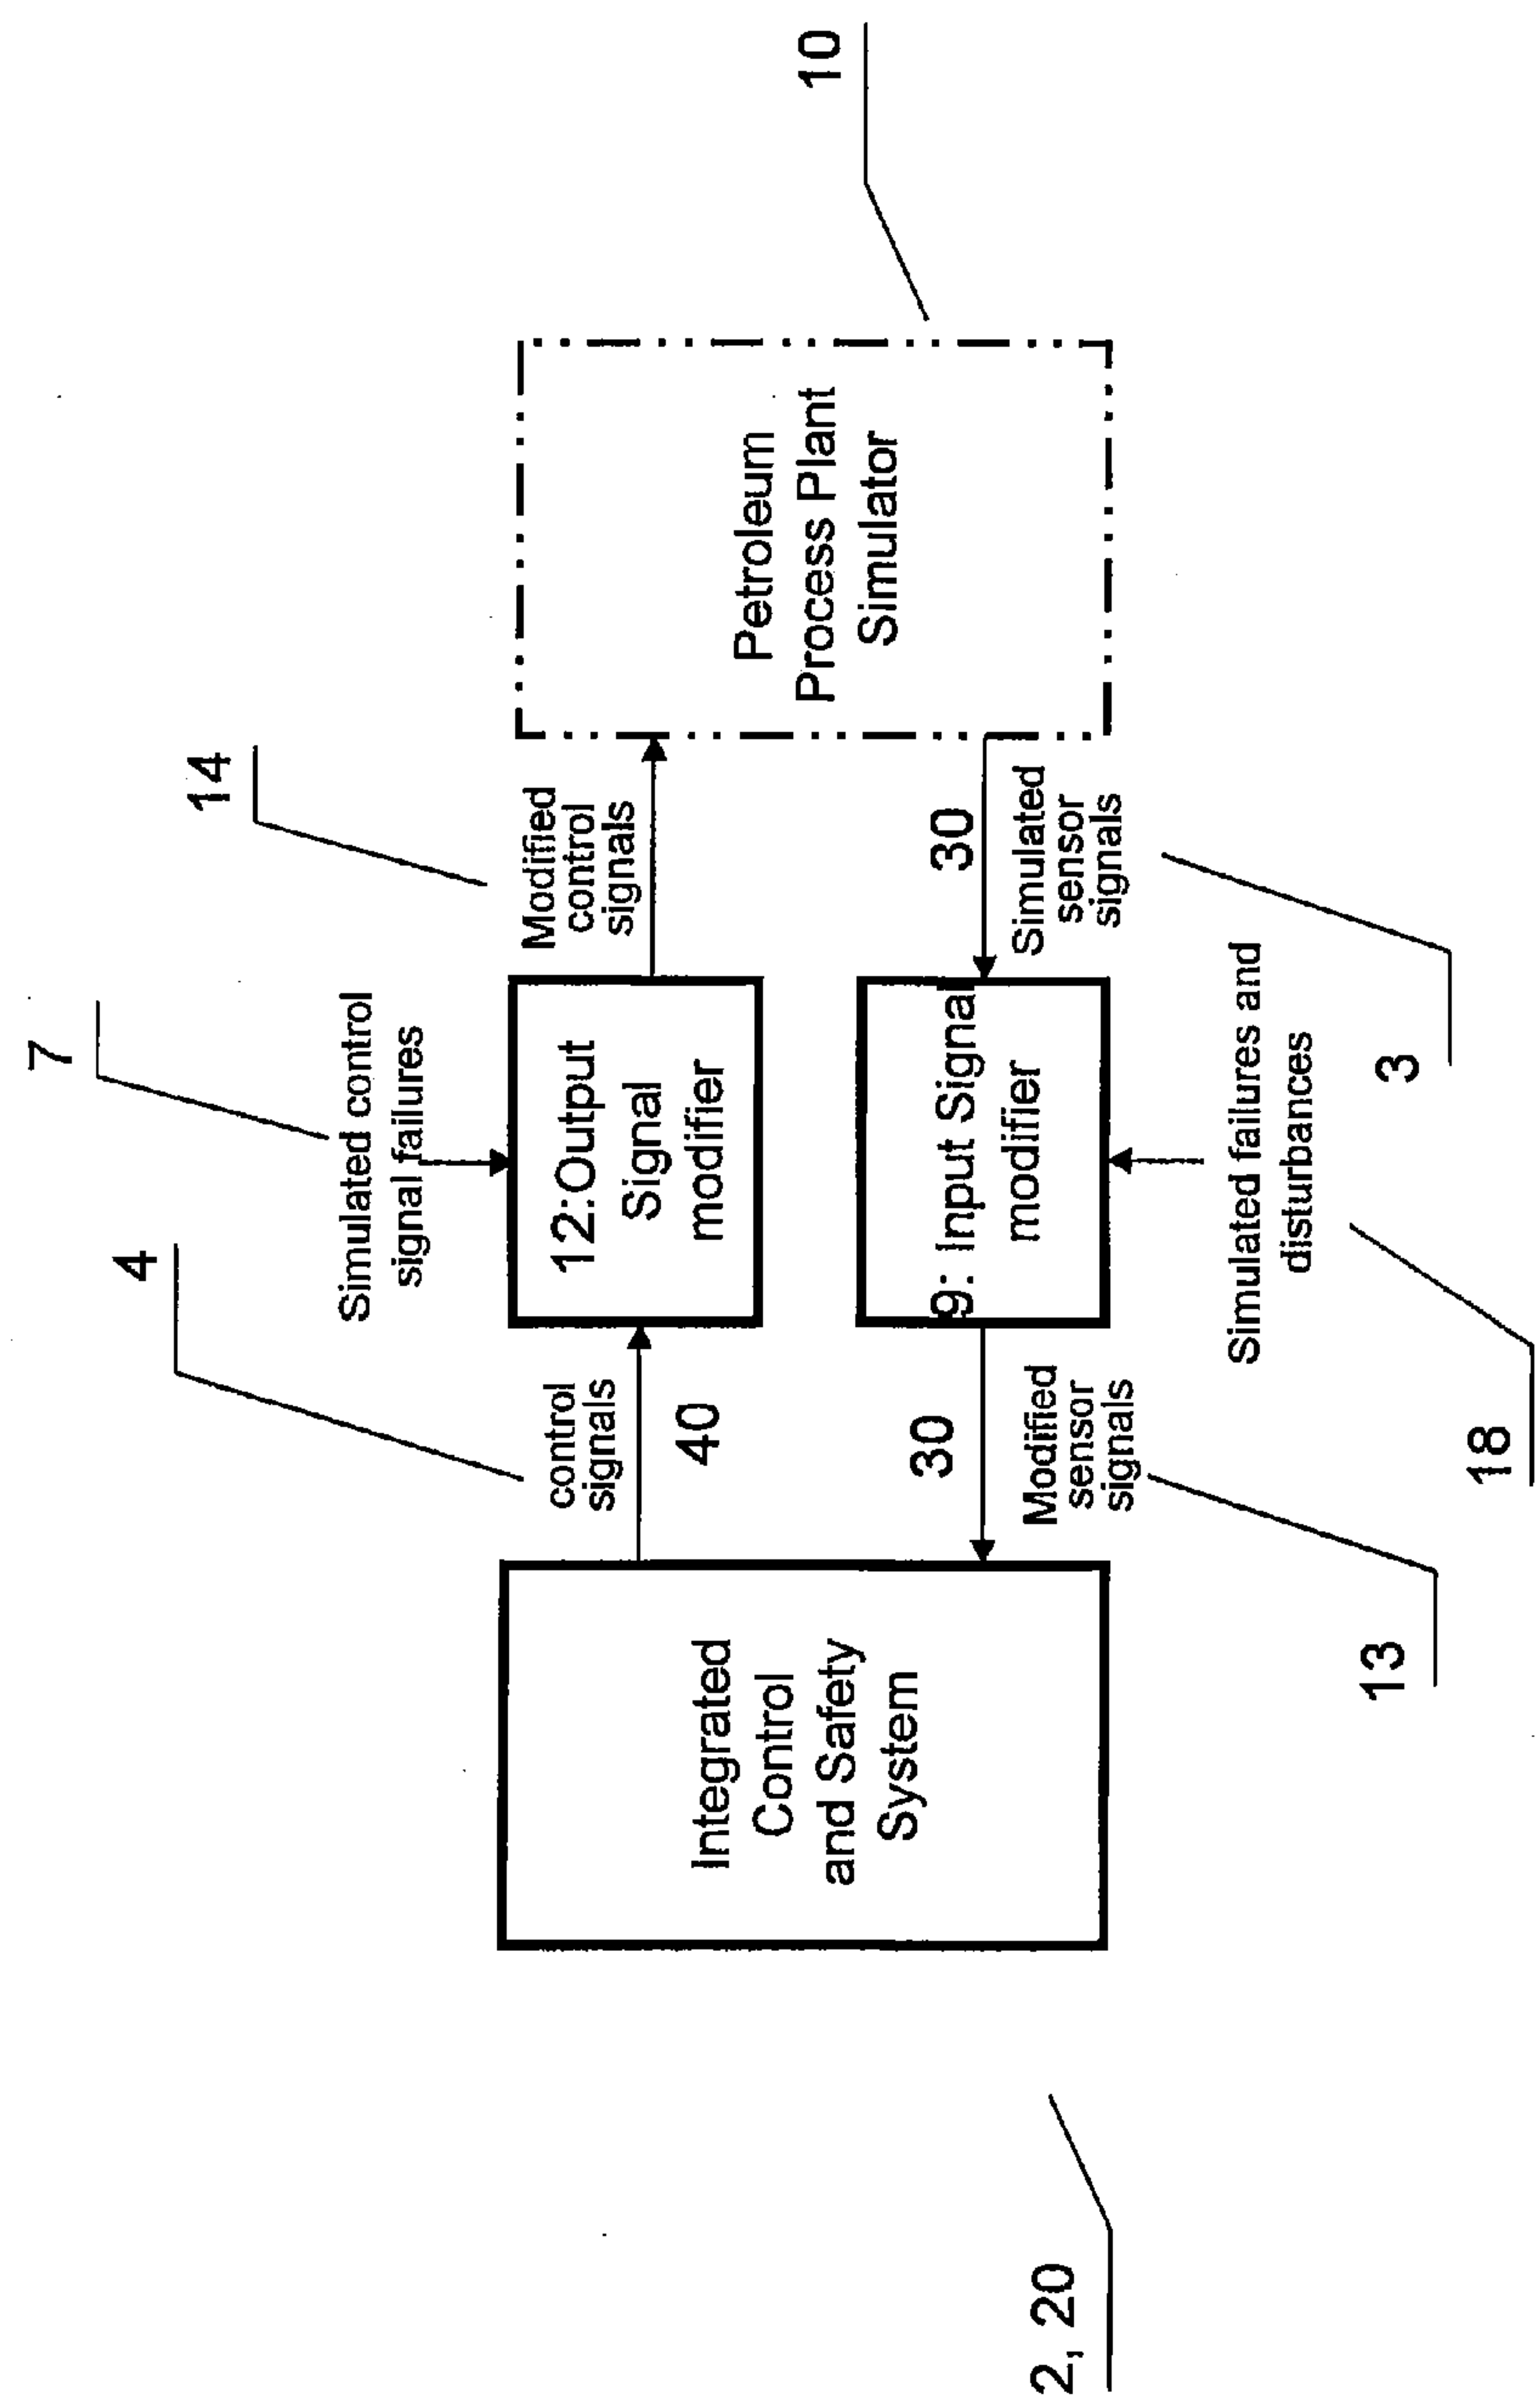 7
Simulated control
signal failures
4
14
control
signals
40
12:Output
Signal
modifier
Modified
control
signals
10
Integrated
Control
and Safety
System
Petroleum
Process Plant
Simulator
30
Modified
sensor
signals
9: Input Signal
modifier
30
Simulated
sensor
signals
2, 20
13
Simulated failures and
disturbances
18
3